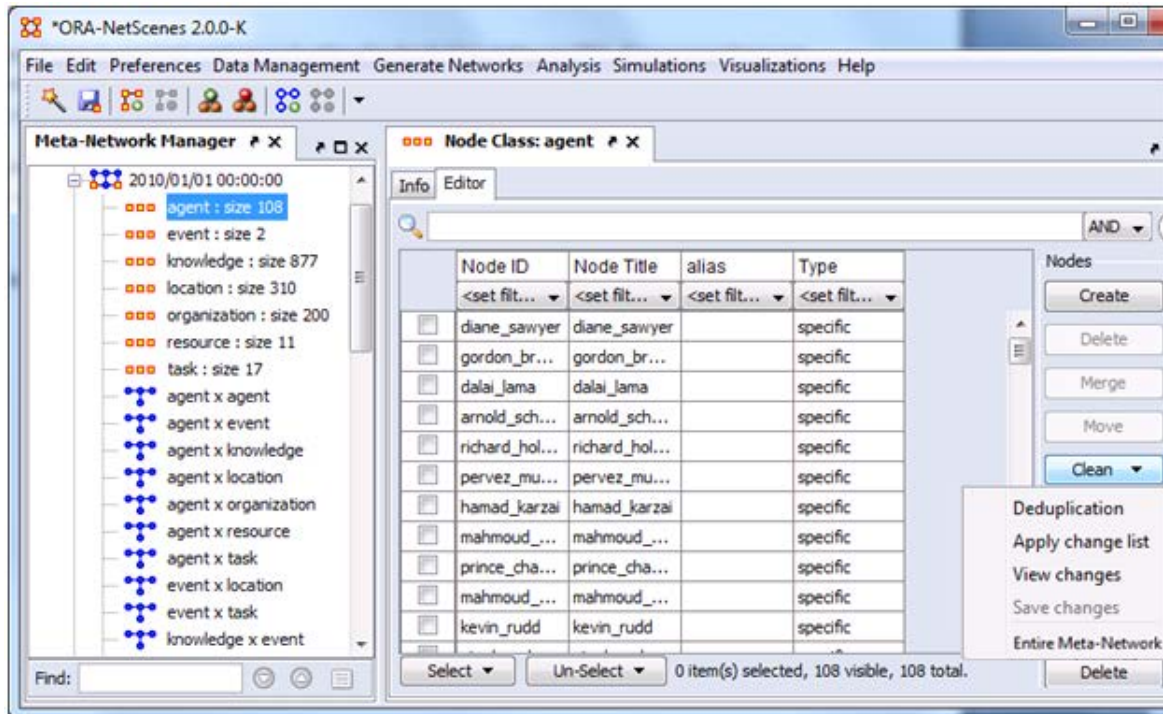 *ORA-NetScenes 2.0.0-K
File Edit Preferences Data Management Generate Networks Analysis Simulations Visualizations Help
Meta-Network Manager
2010/01/01 00:00:00
agent : size 108
event : size 2
knowledge : size 877
location : size 310
organization : size 200
resource : size 11
task : size 17
agent x agent
agent x event
agent x knowledge
agent x location
agent x organization
agent x resource
agent x task
event x location
event x task
knowledge x event
Find:
Node Class: agent
Info Editor
AND
Node ID Node Title alias Type
<set filt... <set filt... <set filt... <set filt...
diane_sawyer diane_sawyer specific
gordon_br... gordon_br... specific
dalai_lama dalai_lama specific
arnold_sch... arnold_sch... specific
richard_hol... richard_hol... specific
pervez_mu... pervez_mu... specific
hamad_karzai hamad_karzai specific
mahmoud_... mahmoud_... specific
prince_cha... prince_cha... specific
mahmoud_... mahmoud_... specific
kevin_rudd kevin_rudd specific
Select Un-Select 0 item(s) selected, 108 visible, 108 total.
Nodes
Create
Delete
Merge
Move
Clean
Deduplication
Apply change list
View changes
Save changes
Entire Meta-Network
Delete